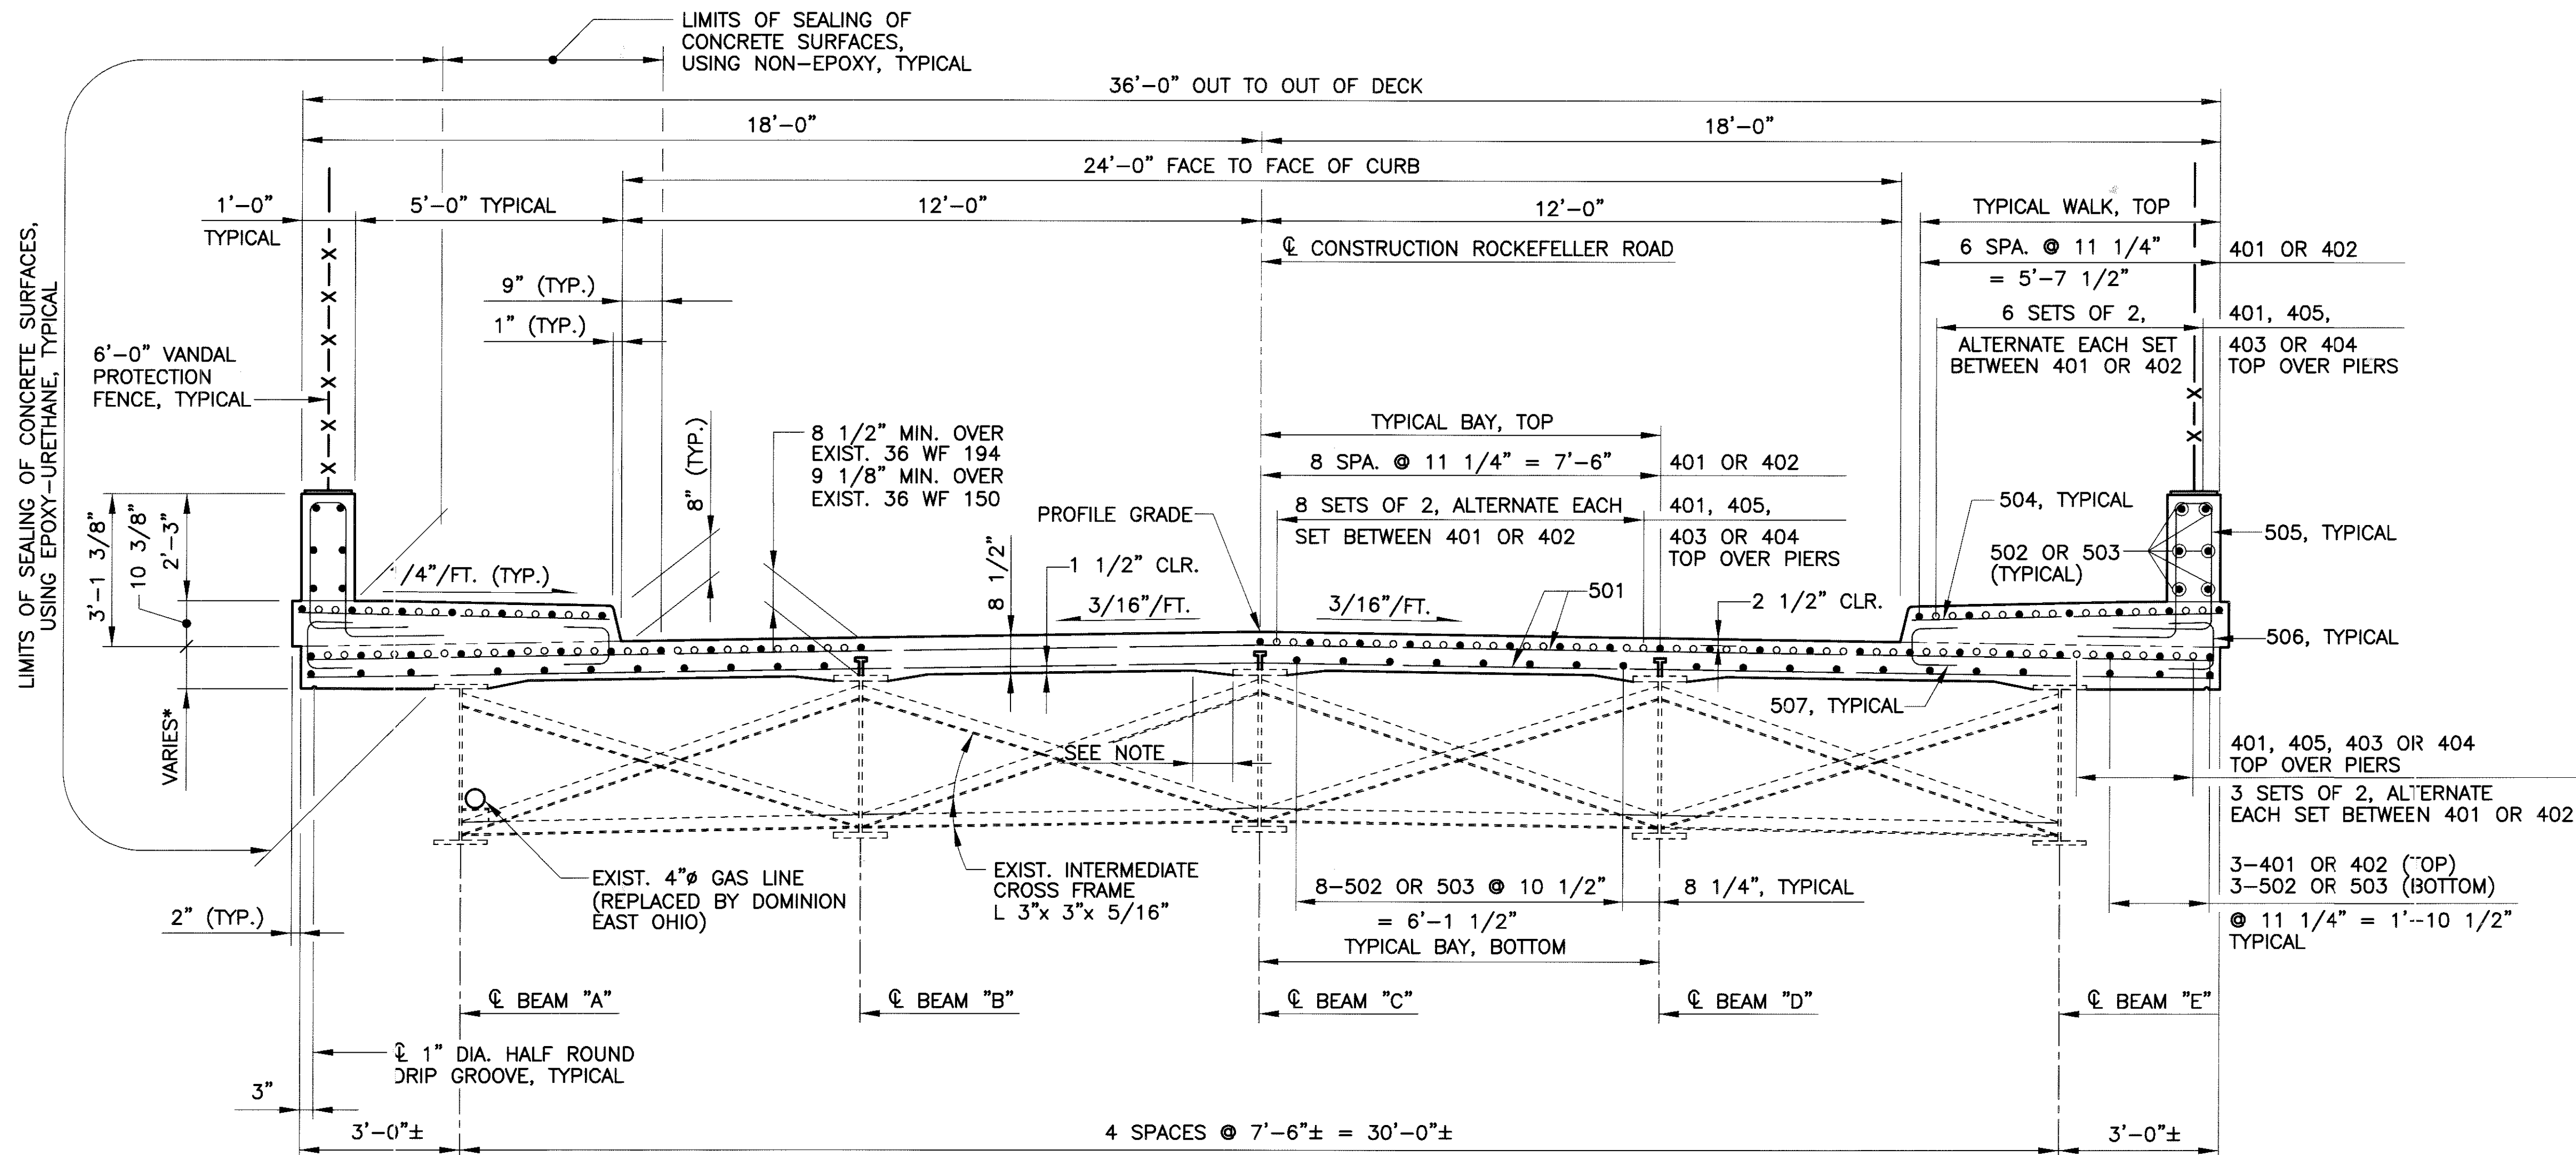 LIMITS OF SEALING OF
CONCRETE SURFACES,
USING NON-EPOXY, TYPICAL
36'-0" OUT TO OUT OF DECK
18'-0"
18'-0"
24'-0" FACE TO FACE OF CURB
1'-0"
TYPICAL
5'-0" TYPICAL
12'-0"
12'-0"
TYPICAL WALK, TOP
℄ CONSTRUCTION ROCKEFELLER ROAD
6 SPA. @ 11 1/4"
= 5'-7 1/2"
401 OR 402
9" (TYP.)
1" (TYP.)
6 SETS OF 2,
ALTERNATE EACH SET
BETWEEN 401 OR 402
401, 405,
403 OR 404
TOP OVER PIERS
LIMITS OF SEALING OF CONCRETE SURFACES,
USING EPOXY-URETHANE, TYPICAL
6'-0" VANDAL
PROTECTION
FENCE, TYPICAL
8" (TYP.)
8 1/2" MIN. OVER
EXIST. 36 WF 194
9 1/8" MIN. OVER
EXIST. 36 WF 150
TYPICAL BAY, TOP
8 SPA. @ 11 1/4" = 7'-6"
401 OR 402
PROFILE GRADE
8 SETS OF 2, ALTERNATE EACH
SET BETWEEN 401 OR 402
401, 405,
403 OR 404
TOP OVER PIERS
504, TYPICAL
505, TYPICAL
502 OR 503
(TYPICAL)
3'-1 3/8"
10 3/8"
2'-3"
/4"/FT. (TYP.)
8 1/2"
1 1/2" CLR.
3/16"/FT.
3/16"/FT.
501
2 1/2" CLR.
506, TYPICAL
507, TYPICAL
VARIES*
SEE NOTE
401, 405, 403 OR 404
TOP OVER PIERS
3 SETS OF 2, ALTERNATE
EACH SET BETWEEN 401 OR 402
EXIST. 4"ø GAS LINE
(REPLACED BY DOMINION
EAST OHIO)
EXIST. INTERMEDIATE
CROSS FRAME
L 3"x 3"x 5/16"
8-502 OR 503 @ 10 1/2"
= 6'-1 1/2"
8 1/4", TYPICAL
TYPICAL BAY, BOTTOM
3-401 OR 402 (TOP)
3-502 OR 503 (BOTTOM)
@ 11 1/4" = 1'-10 1/2"
TYPICAL
2" (TYP.)
℄ BEAM "A"
℄ BEAM "B"
℄ BEAM "C"
℄ BEAM "D"
℄ BEAM "E"
℄ 1" DIA. HALF ROUND
DRIP GROOVE, TYPICAL
3"
3'-0"±
4 SPACES @ 7'-6"± = 30'-0"±
3'-0"±